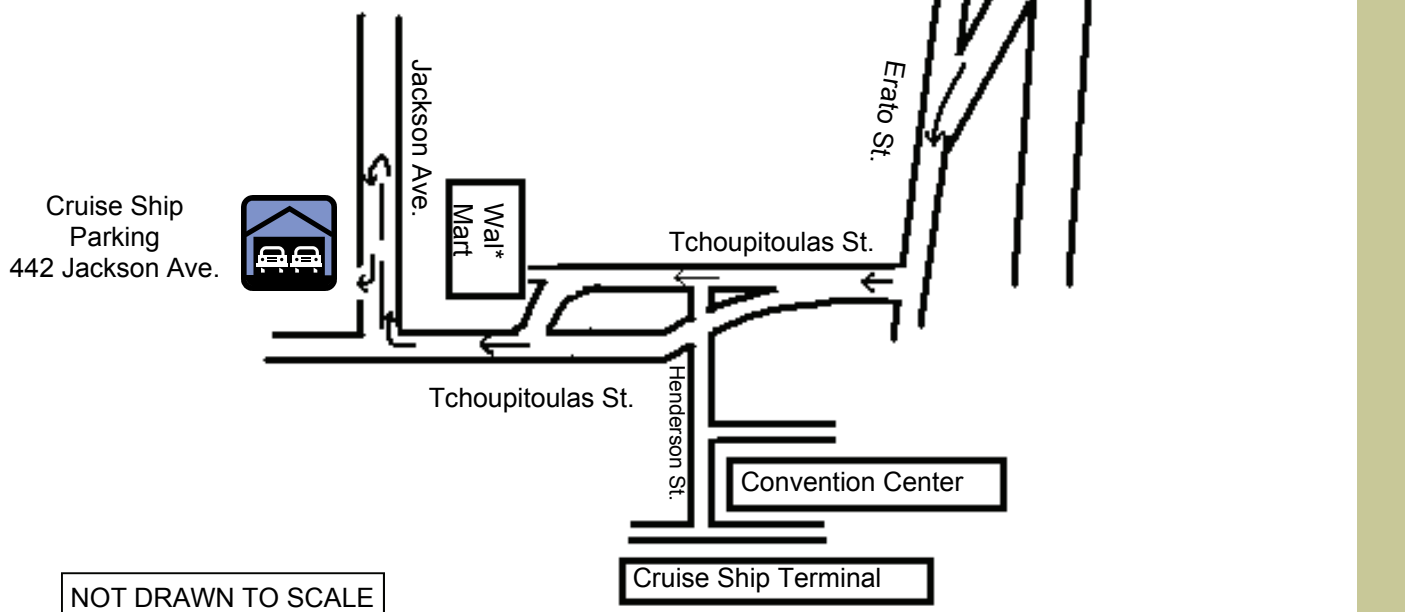 Erato St.
Jackson Ave.
Cruise Ship
Parking
442 Jackson Ave.
Wal*
Mart
Tchoupitoulas St.
Tchoupitoulas St.
Henderson St.
Convention Center
Cruise Ship Terminal
NOT DRAWN TO SCALE